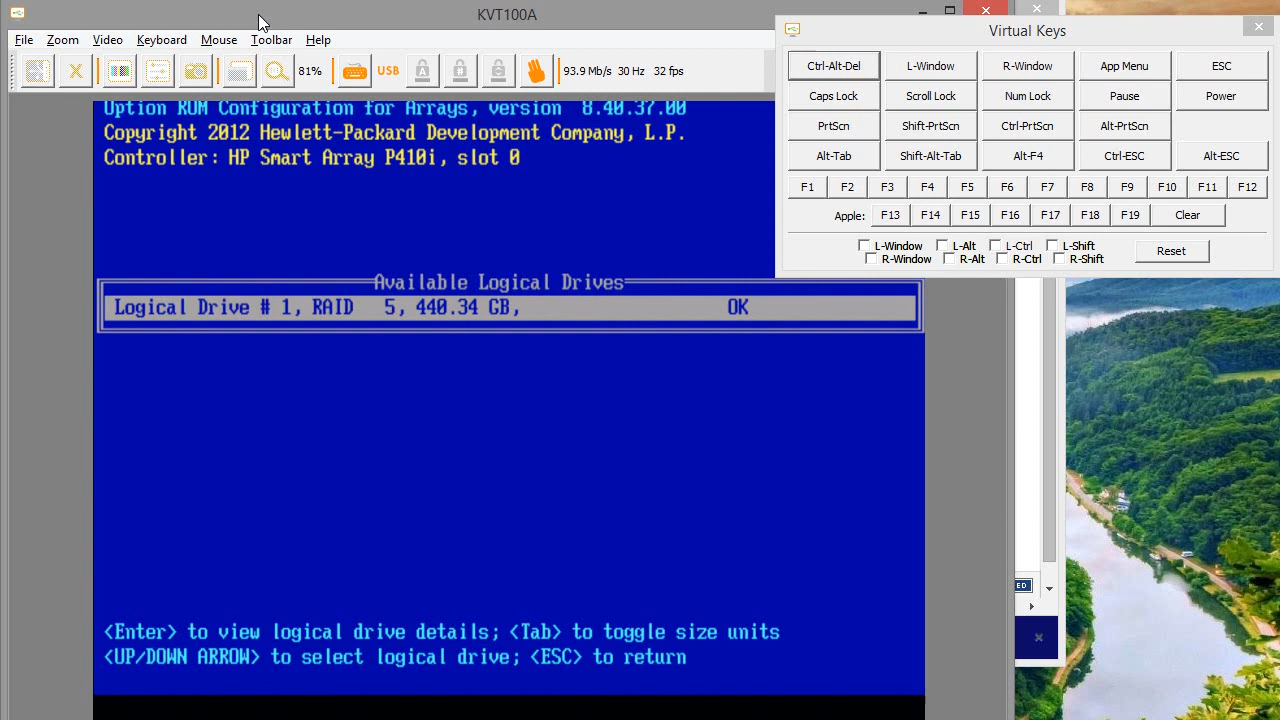 KVT100A
File Zoom Video Keyboard Mouse Toolbar Help
81% USB A # 93.9 Mb/s 30 Hz 32 fps
Option ROM Configuration for Arrays, version 8.40.37.00
Copyright 2012 Hewlett-Packard Development Company, L.P.
Controller: HP Smart Array P410i, slot 0
Available Logical Drives
Logical Drive # 1, RAID 5, 440.34 GB, OK
<Enter> to view logical drive details; <Tab> to toggle size units
<UP/DOWN ARROW> to select logical drive; <ESC> to return
Virtual Keys
Ctrl-Alt-Del L-Window R-Window App Menu ESC
Caps Lock Scroll Lock Num Lock Pause Power
PrtScn Shift-PrtScn Ctrl-PrtScn Alt-PrtScn
Alt-Tab Shift-Alt-Tab Alt-F4 Ctrl-ESC Alt-ESC
F1 F2 F3 F4 F5 F6 F7 F8 F9 F10 F11 F12
Apple: F13 F14 F15 F16 F17 F18 F19 Clear
L-Window L-Alt L-Ctrl L-Shift
R-Window R-Alt R-Ctrl R-Shift
Reset
ED